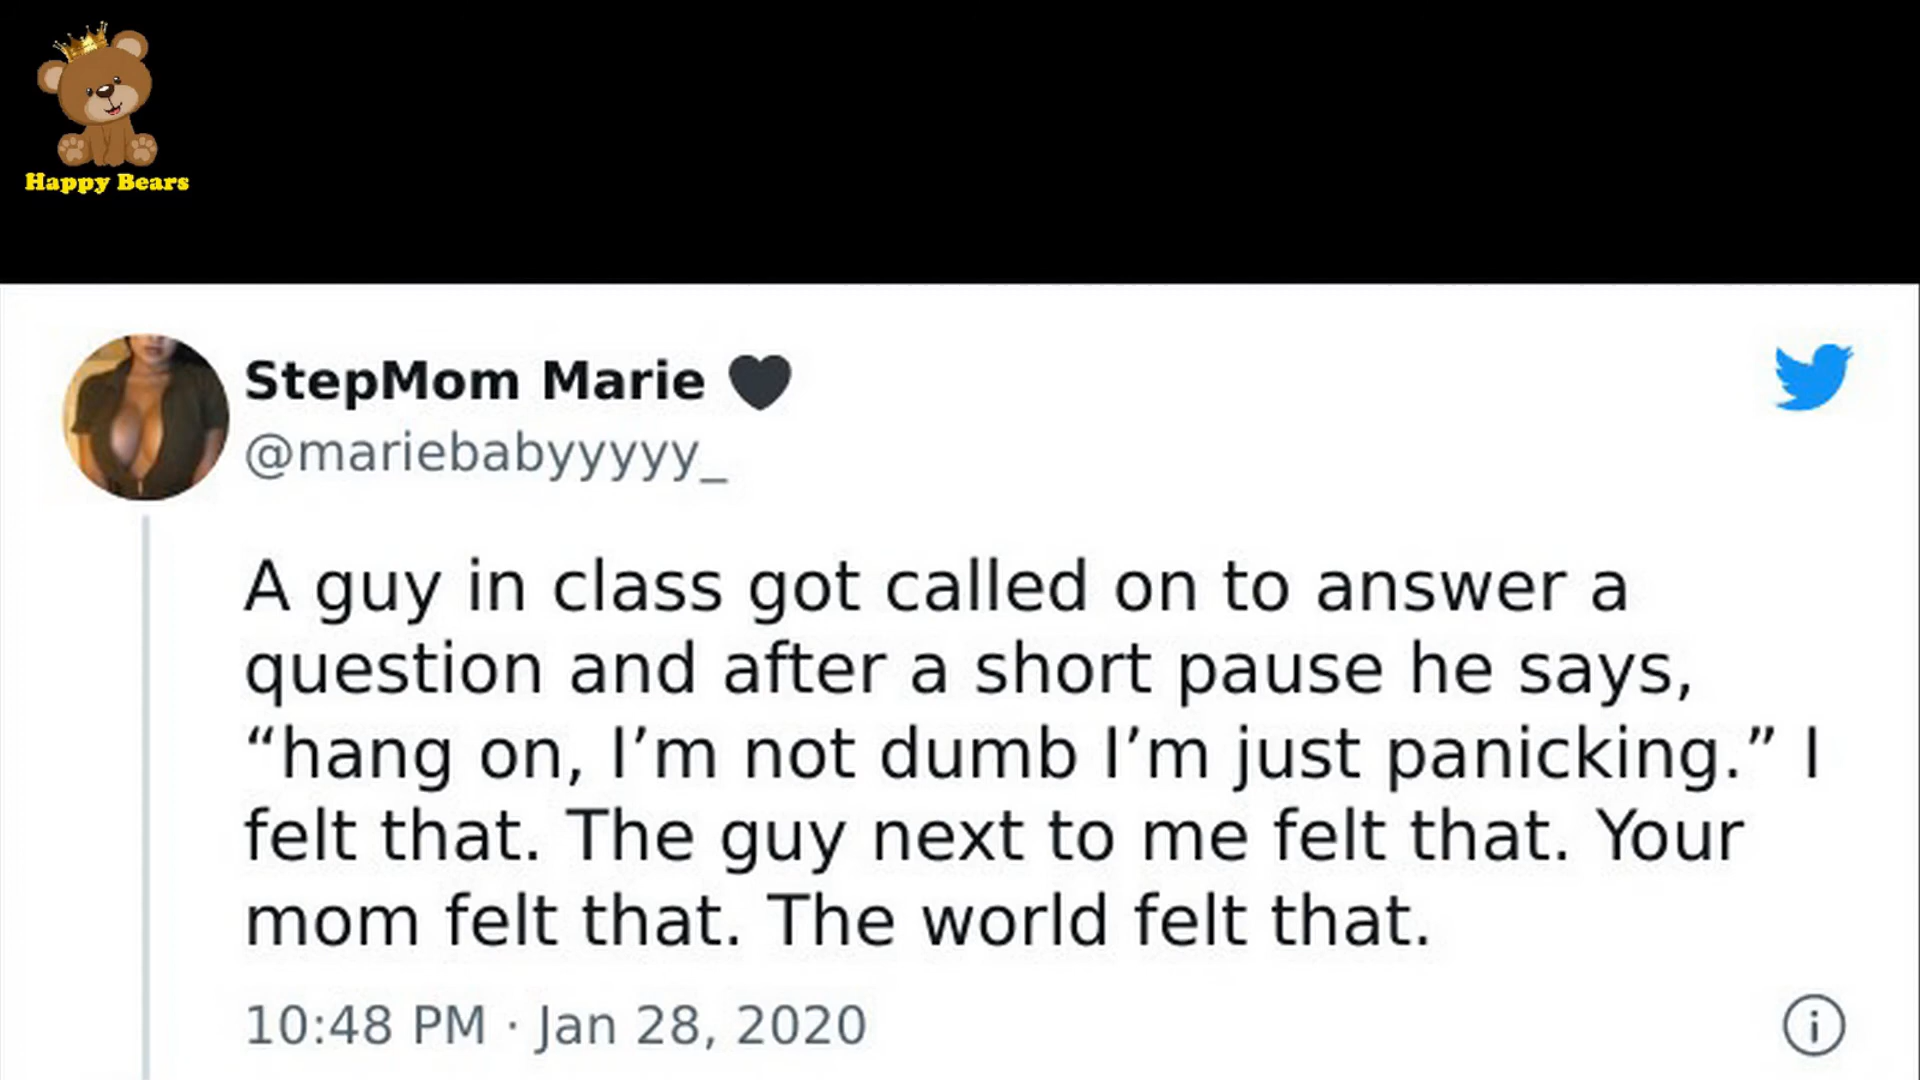 Happy Bears
StepMom Marie 🖤
@mariebabyyyyy_
A guy in class got called on to answer a
question and after a short pause he says,
“hang on, I’m not dumb I’m just panicking.” I
felt that. The guy next to me felt that. Your
mom felt that. The world felt that.
10:48 PM · Jan 28, 2020